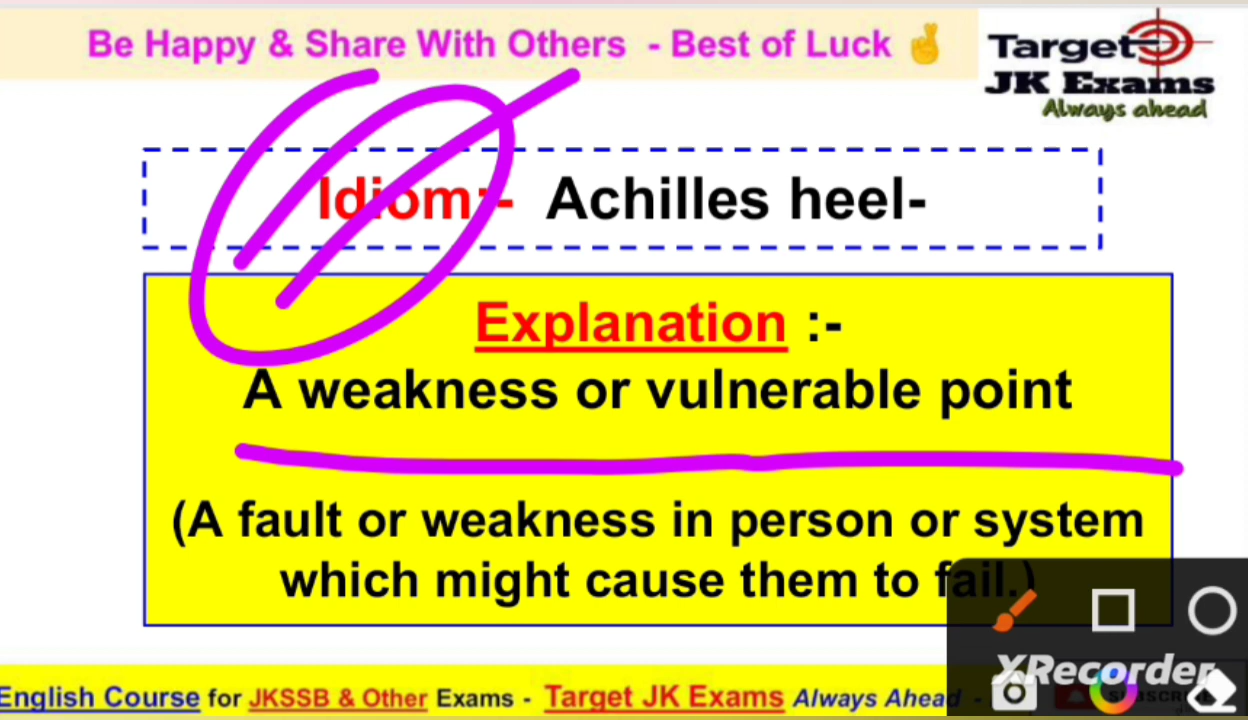 Be Happy & Share With Others - Best of Luck
Target
JK Exams
Always ahead
Idiom:- Achilles heel-
Explanation :-
A weakness or vulnerable point
(A fault or weakness in person or system
which might cause them to fail.)
XRecorder
English Course for JKSSB & Other Exams - Target JK Exams Always Ahead -